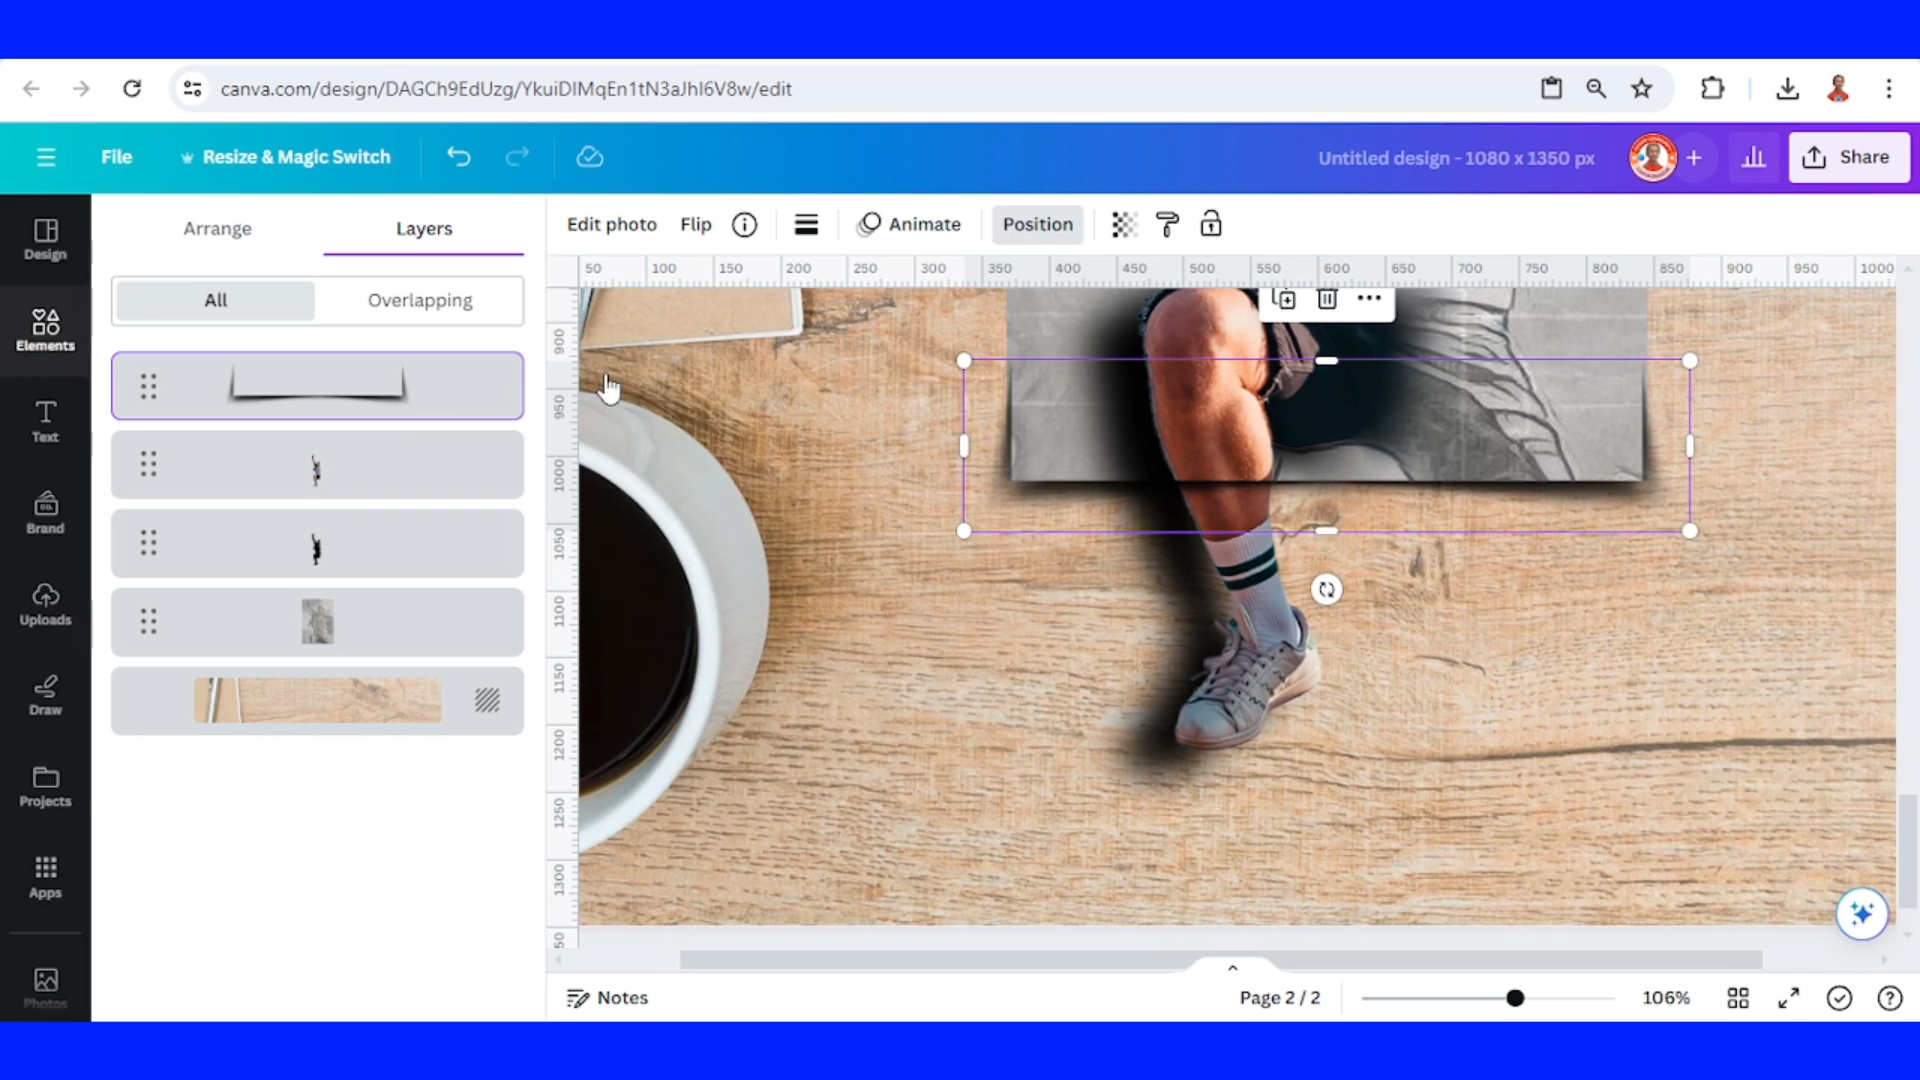 canva.com/design/DAGCh9EdUzg/YkuiDIMqEn1tN3aJhI6V8w/edit
File
Resize & Magic Switch
Untitled design - 1080 x 1350 px
Share
Design
Elements
Text
Brand
Uploads
Draw
Projects
Apps
Photos
Arrange
Layers
All
Overlapping
Edit photo
Flip
Animate
Position
50 100 150 200 250 300 350 400 450 500 550 600 650 700 750 800 850 900 950 1000
900
950
1000
1050
1100
1150
1200
1250
1300
50
Notes
Page 2 / 2
106%